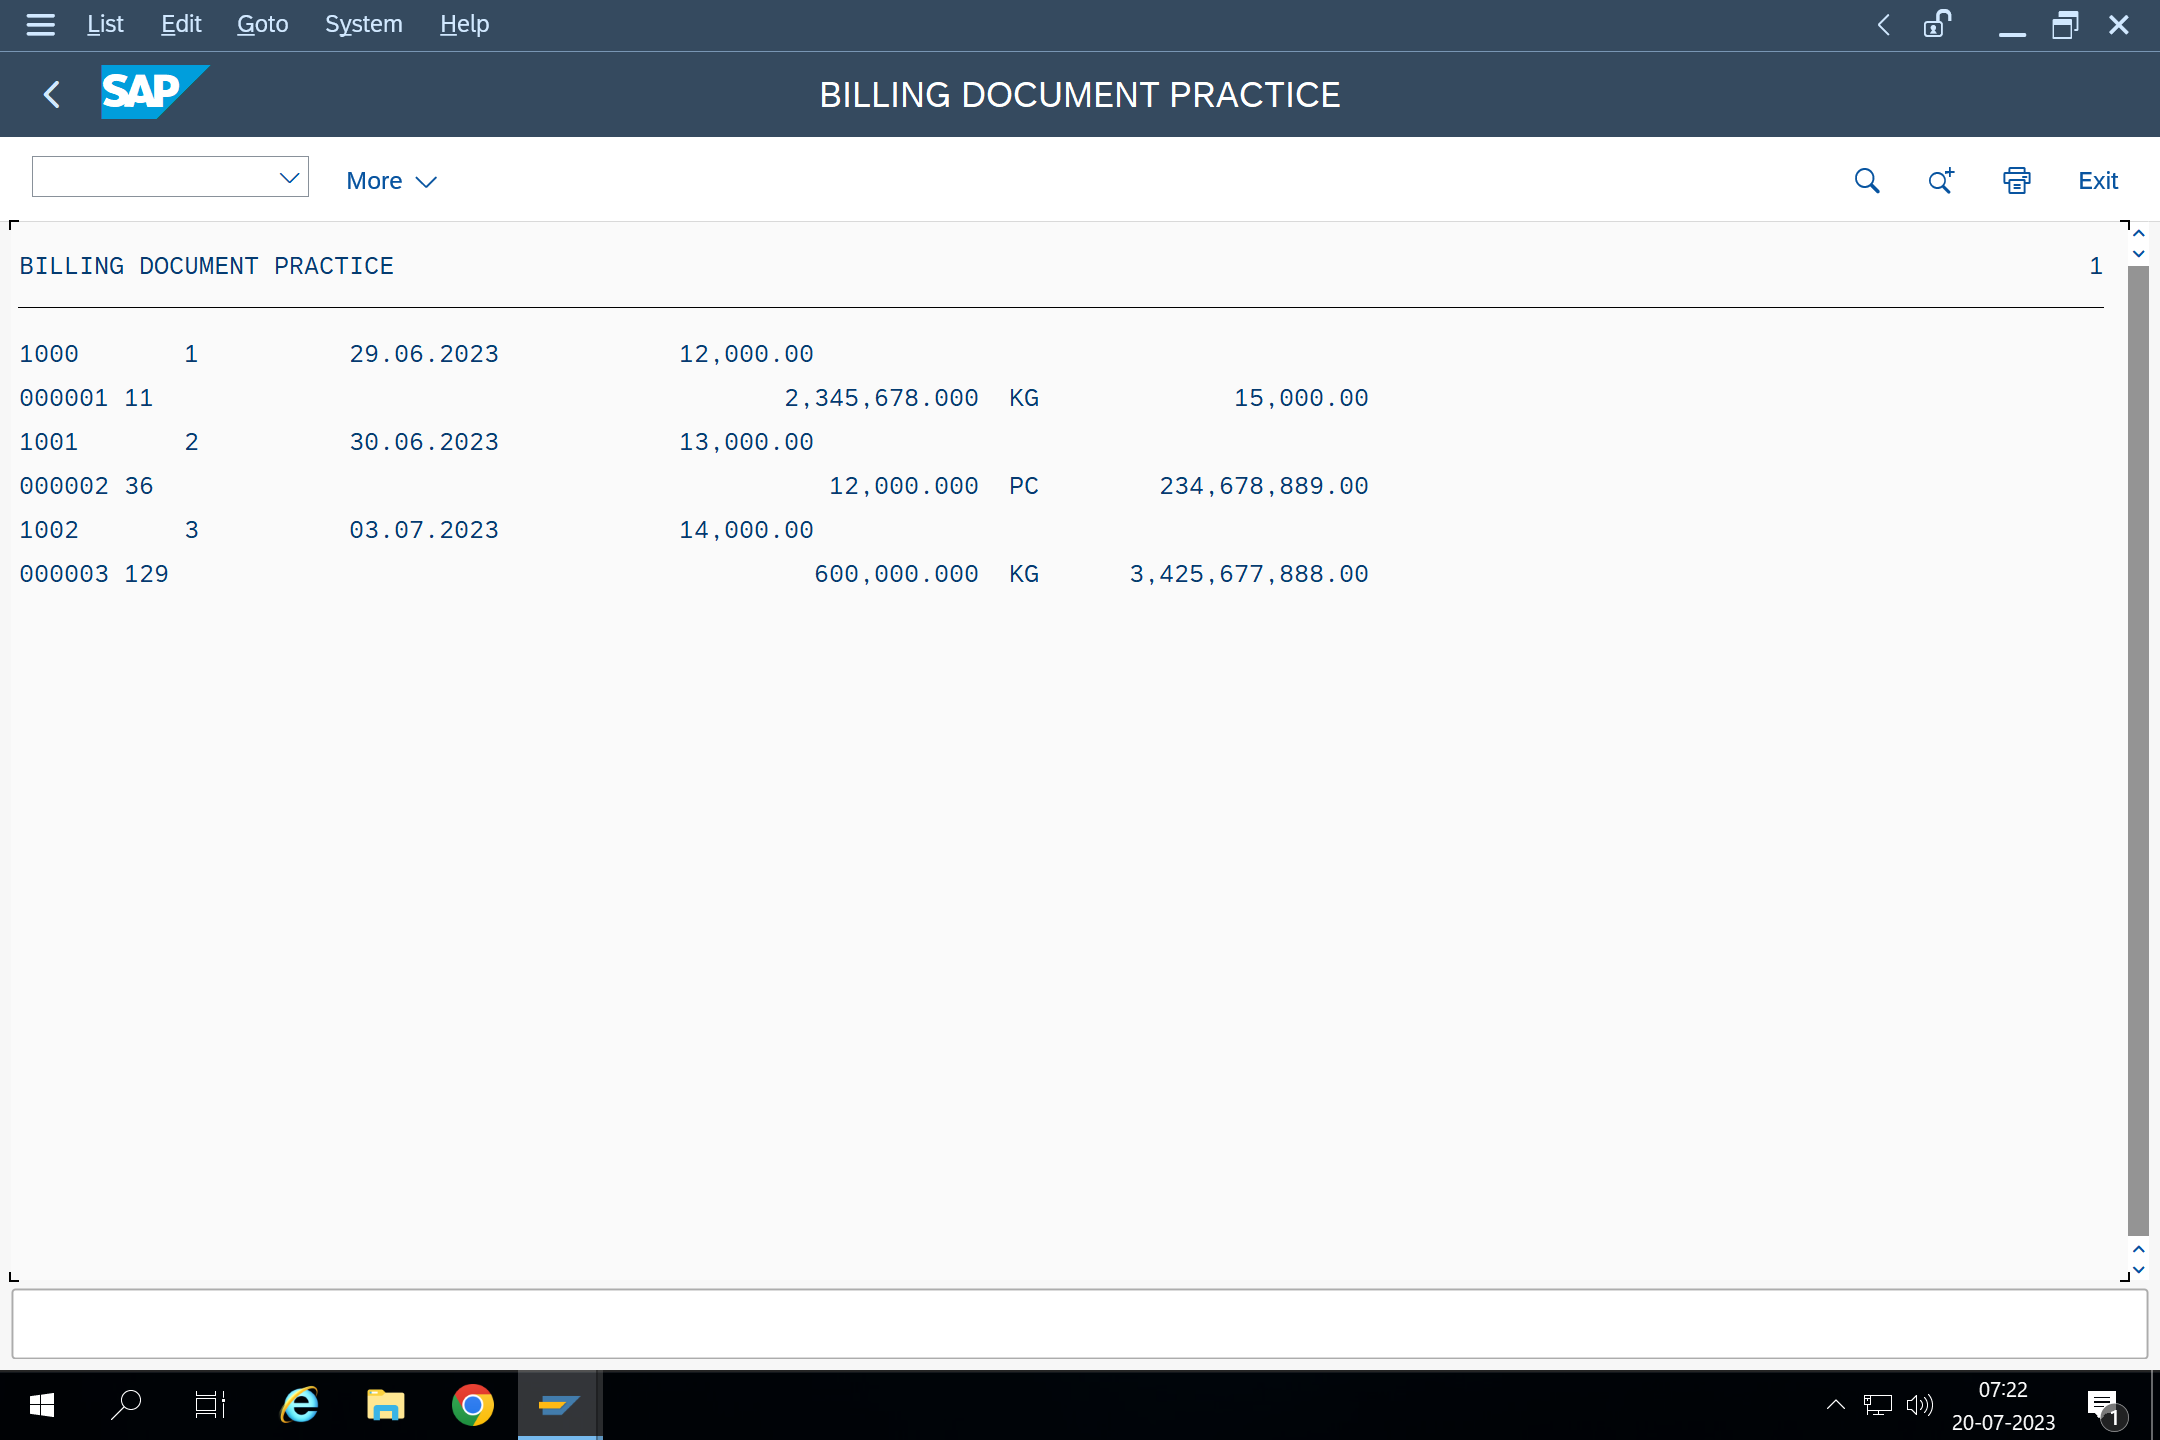 List Edit Goto System Help
SAP BILLING DOCUMENT PRACTICE
More Exit
BILLING DOCUMENT PRACTICE 1
1000 1 29.06.2023 12,000.00
000001 11 2,345,678.000 KG 15,000.00
1001 2 30.06.2023 13,000.00
000002 36 12,000.000 PC 234,678,889.00
1002 3 03.07.2023 14,000.00
000003 129 600,000.000 KG 3,425,677,888.00
07:22
20-07-2023
1